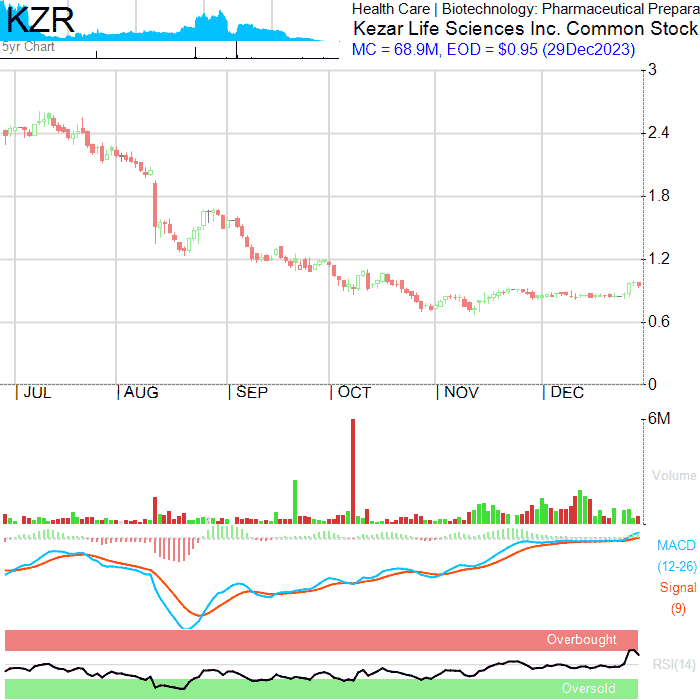 KZR
5yr Chart
Health Care | Biotechnology: Pharmaceutical Prepara
Kezar Life Sciences Inc. Common Stock
MC = 68.9M, EOD = $0.95 (29Dec2023)
3
2.4
1.8
1.2
0.6
0
JUL AUG SEP OCT NOV DEC
6M
Volume
MACD
(12-26)
Signal
(9)
Overbought
RSI(14)
Oversold